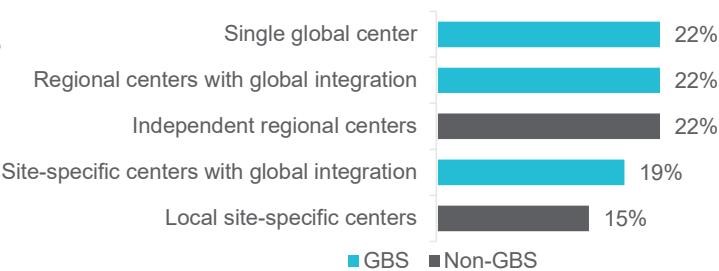 Single global center 22%
Regional centers with global integration 22%
Independent regional centers 22%
Site-specific centers with global integration 19%
Local site-specific centers 15%
GBS Non-GBS